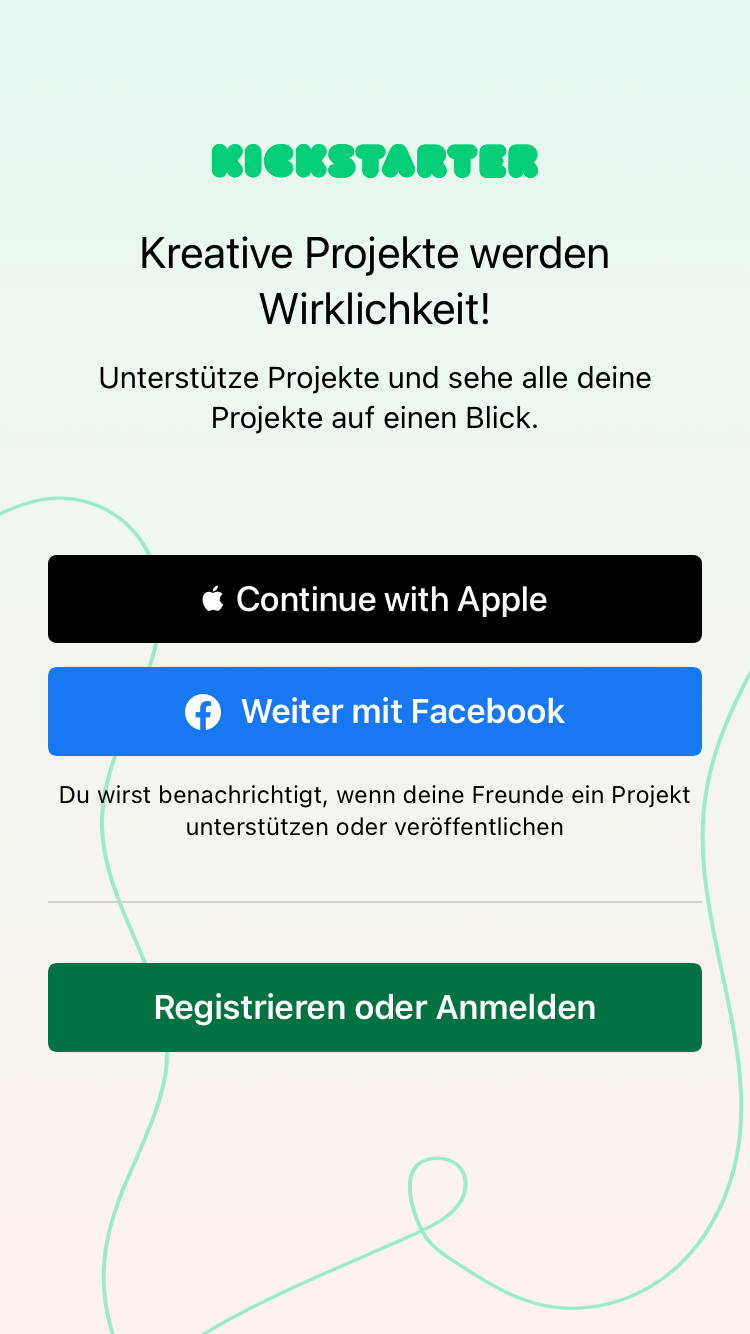 KICKSTARTER
Kreative Projekte werden
Wirklichkeit!
Unterstütze Projekte und sehe alle deine
Projekte auf einen Blick.
Continue with Apple
Weiter mit Facebook
Du wirst benachrichtigt, wenn deine Freunde ein Projekt
unterstützen oder veröffentlichen
Registrieren oder Anmelden